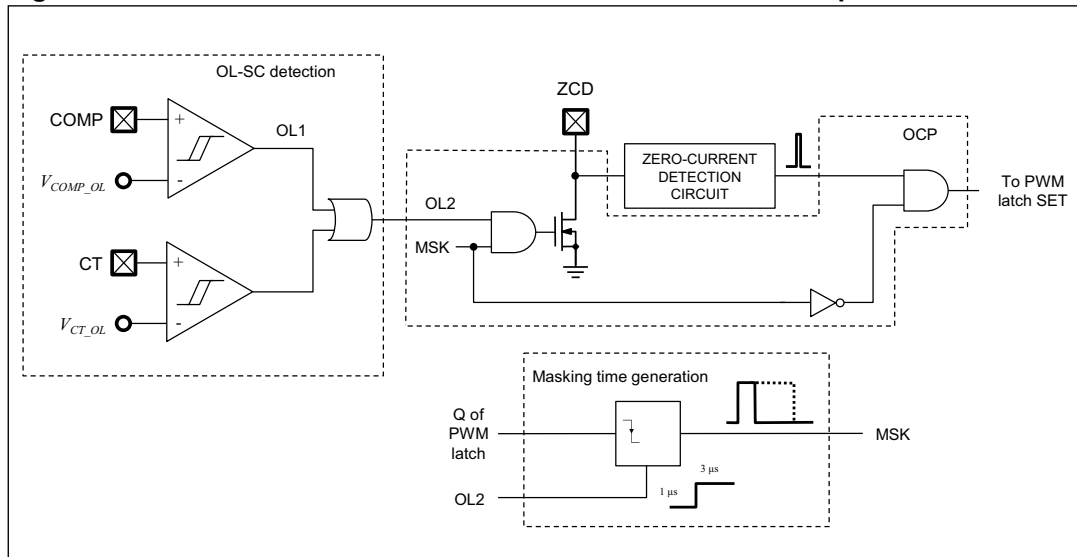 OL-SC detection
COMP
+
-
V_COMP_OL
OL1
CT
+
-
V_CT_OL
OL2
MSK
ZCD
ZERO-CURRENT
DETECTION
CIRCUIT
OCP
To PWM
latch SET
Masking time generation
Q of
PWM
latch
OL2
1 μs
3 μs
MSK